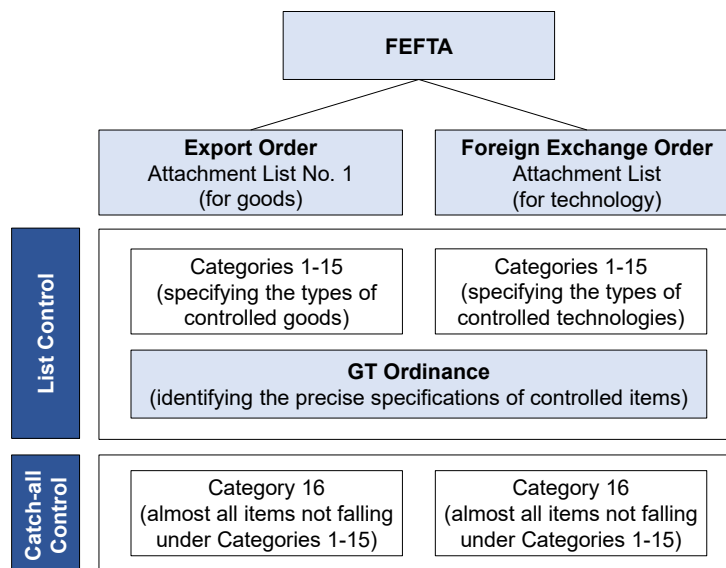 FEFTA
Export Order
Attachment List No. 1
(for goods)
Foreign Exchange Order
Attachment List
(for technology)
List Control
Categories 1-15
(specifying the types of
controlled goods)
Categories 1-15
(specifying the types of
controlled technologies)
GT Ordinance
(identifying the precise specifications of controlled items)
Catch-all
Control
Category 16
(almost all items not falling
under Categories 1-15)
Category 16
(almost all items not falling
under Categories 1-15)